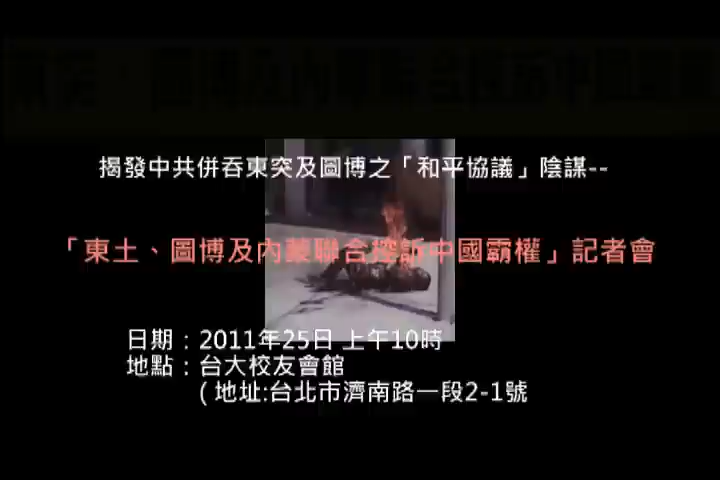 揭發中共併吞東突及圖博之「和平協議」陰謀--
「東土、圖博及內蒙聯合控訴中國霸權」記者會
日期：2011年25日 上午10時
地點：台大校友會館
( 地址:台北市濟南路一段2-1號